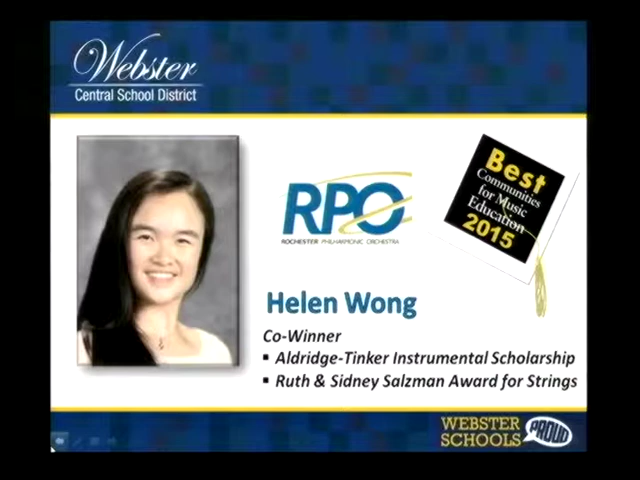 Webster
Central School District
RPO
ROCHESTER PHILHARMONIC ORCHESTRA
Best
Communities
for Music
Education
2015
Helen Wong
Co-Winner
▪ Aldridge-Tinker Instrumental Scholarship
▪ Ruth & Sidney Salzman Award for Strings
WEBSTER
SCHOOLS PROUD